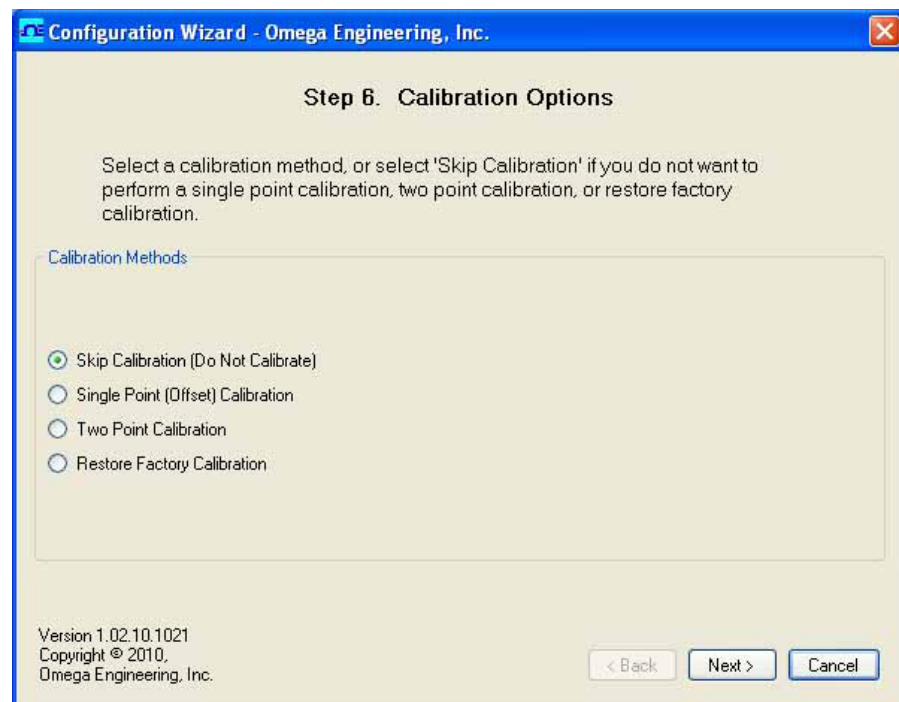 Configuration Wizard - Omega Engineering, Inc.
Step 6. Calibration Options
Select a calibration method, or select 'Skip Calibration' if you do not want to
perform a single point calibration, two point calibration, or restore factory
calibration.
Calibration Methods
Skip Calibration (Do Not Calibrate)
Single Point (Offset) Calibration
Two Point Calibration
Restore Factory Calibration
Version 1.02.10.1021
Copyright © 2010,
Omega Engineering, Inc.
< Back
Next >
Cancel